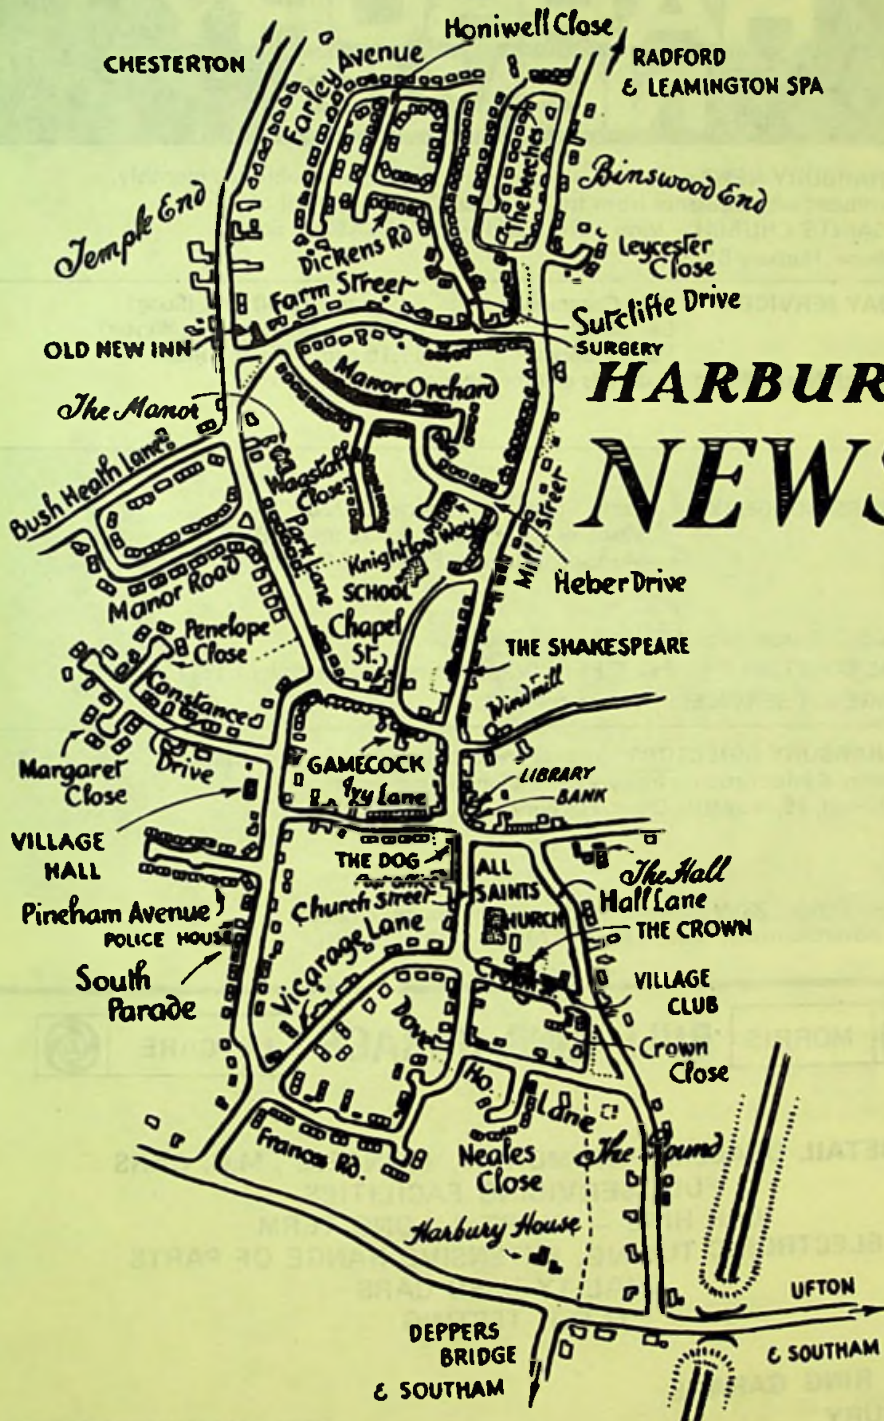 Honiwell Close
CHESTERTON
Farley Avenue
RADFORD
& LEAMINGTON SPA
The Beeches
Binswood End
Temple End
Dickens Rd
Leycester
Close
Farm Street
Sutcliffe Drive
OLD NEW INN
SURGERY
HARBUR
NEWS
Manor Orchard
The Manor
Wagstaff
Close
Bush Heath Lane
Park Lane
Mill Street
Knightlow Way
SCHOOL
Heber Drive
Manor Road
Chapel
St.
THE SHAKESPEARE
Penelope
Close
Windmill
Constance
Drive
Margaret
Close
GAMECOCK
LIBRARY
BANK
Lane
VILLAGE
HALL
THE DOG
ALL
SAINTS
CHURCH
The Hall
Hall Lane
Church Street
Pineham Avenue
POLICE HOUSE
THE CROWN
Vicarage Lane
South
Parade
VILLAGE
CLUB
Dovehouse Lane
Crown
Close
MORRIS
CARE
Frances Rd
Neales
Close
The Pound
Harbury House
UFTON
& SOUTHAM
DEPPERS
BRIDGE
& SOUTHAM